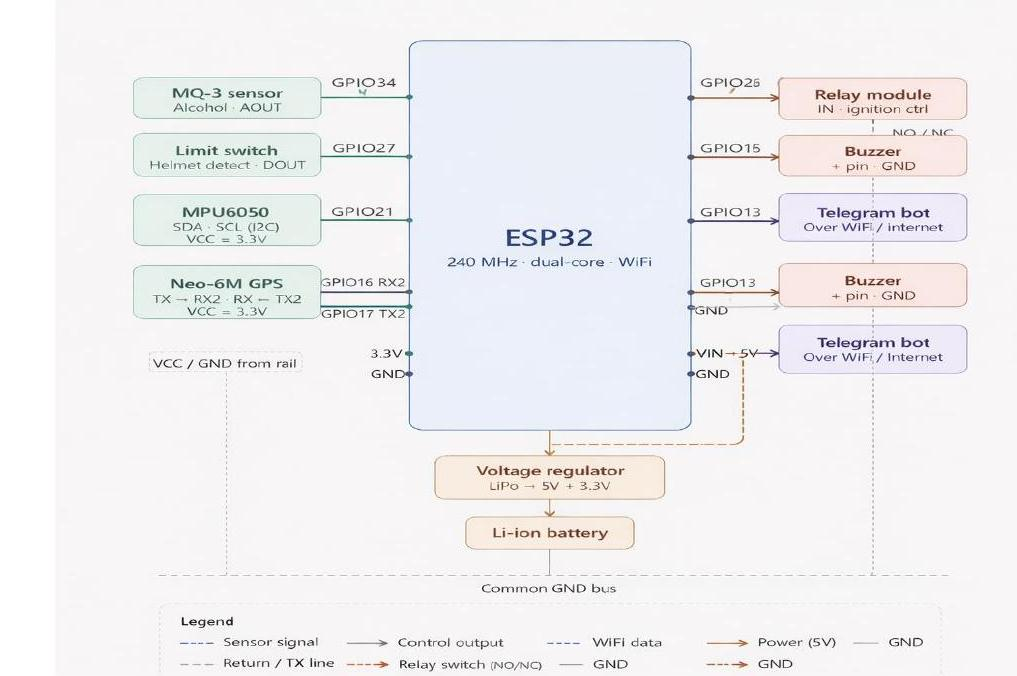 GPIO34
MQ-3 sensor
Alcohol · AOUT
GPIO27
Limit switch
Helmet detect · DOUT
GPIO21
MPU6050
SDA · SCL (I2C)
VCC = 3.3V
Neo-6M GPS
TX → RX2 · RX ← TX2
VCC = 3.3V
GPIO16 RX2
GPIO17 TX2
VCC / GND from rail
3.3V
GND
ESP32
240 MHz · dual-core · WiFi
GPIO26
Relay module
IN · ignition ctrl
NO / NC
GPIO15
Buzzer
+ pin · GND
GPIO13
Telegram bot
Over WiFi / internet
GPIO13
GND
Buzzer
+ pin · GND
VIN → 5V
GND
Telegram bot
Over WiFi / Internet
Voltage regulator
LiPo → 5V + 3.3V
Li-ion battery
Common GND bus
Legend
Sensor signal
Control output
WiFi data
Power (5V)
GND
Return / TX line
Relay switch (NO/NC)
GND
GND